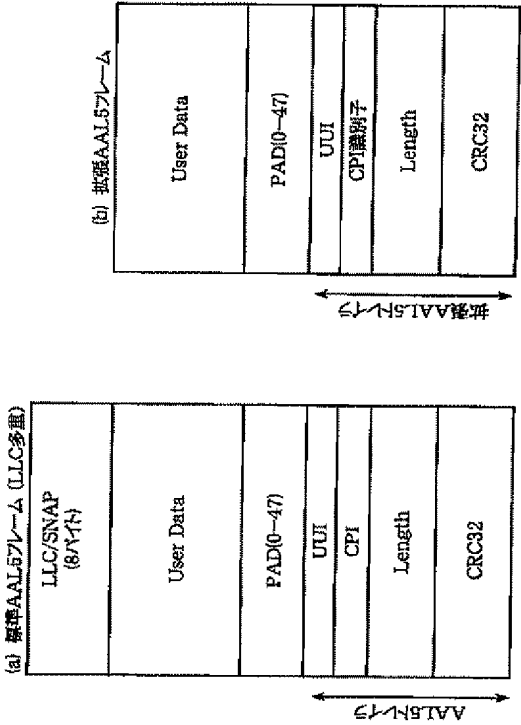 (a) 標準AAL5フレーム (LLC多重)
LLC/SNAP
(8バイト)
User Data
PAD(0—47)
UUI
CPI
Length
CRC32
AAL5トレイラ
(b) 拡張AAL5フレーム
User Data
PAD(0—47)
UUI
CPI識別子
Length
CRC32
拡張AAL5トレイラ